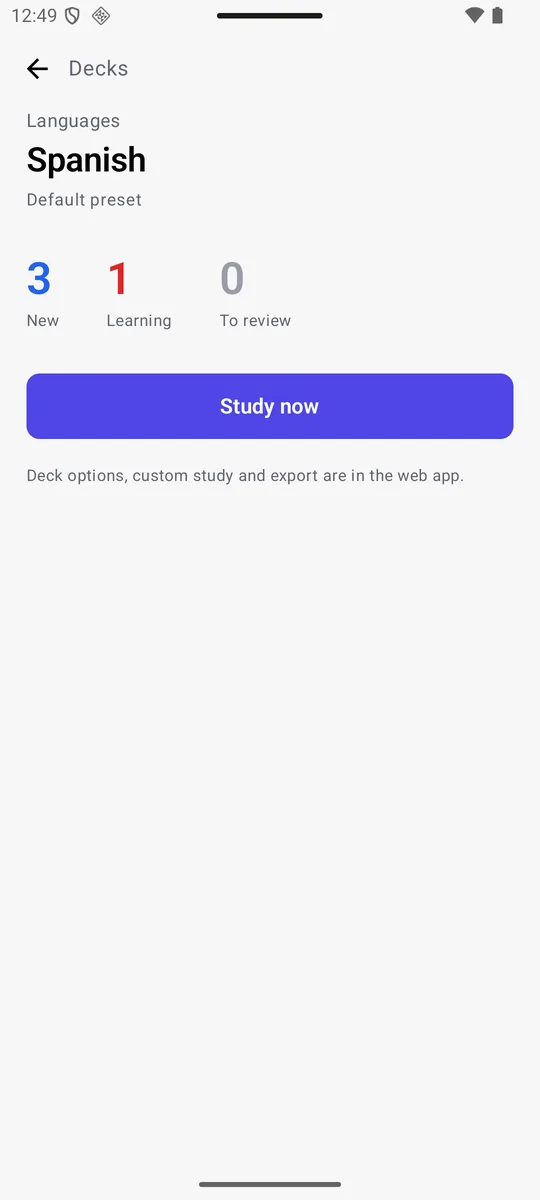 12:49
Decks
Languages
Spanish
Default preset
3 1 0
New Learning To review
Study now
Deck options, custom study and export are in the web app.